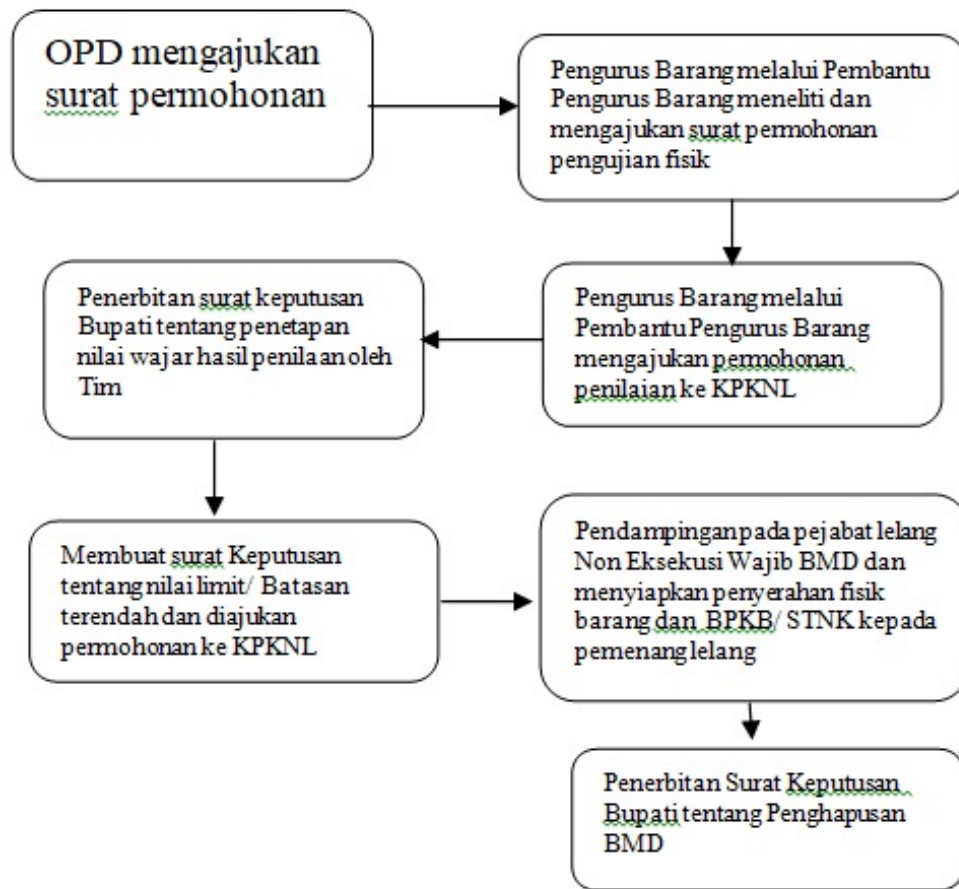 OPD mengajukan
surat permohonan
Pengurus Barang melalui Pembantu
Pengurus Barang meneliti dan
mengajukan surat permohonan
pengujian fisik
Pengurus Barang melalui
Pembantu Pengurus Barang
mengajukan permohonan
penilaian ke KPKNL
Penerbitan surat keputusan
Bupati tentang penetapan
nilai wajar hasil penilaan oleh
Tim
Membuat surat Keputusan
tentang nilai limit/ Batasan
terendah dan diajukan
permohonan ke KPKNL
Pendampingan pada pejabat lelang
Non Eksekusi Wajib BMD dan
menyiapkan penyerahan fisik
barang dan BPKB/ STNK kepada
pemenang lelang
Penerbitan Surat Keputusan
Bupati tentang Penghapusan
BMD